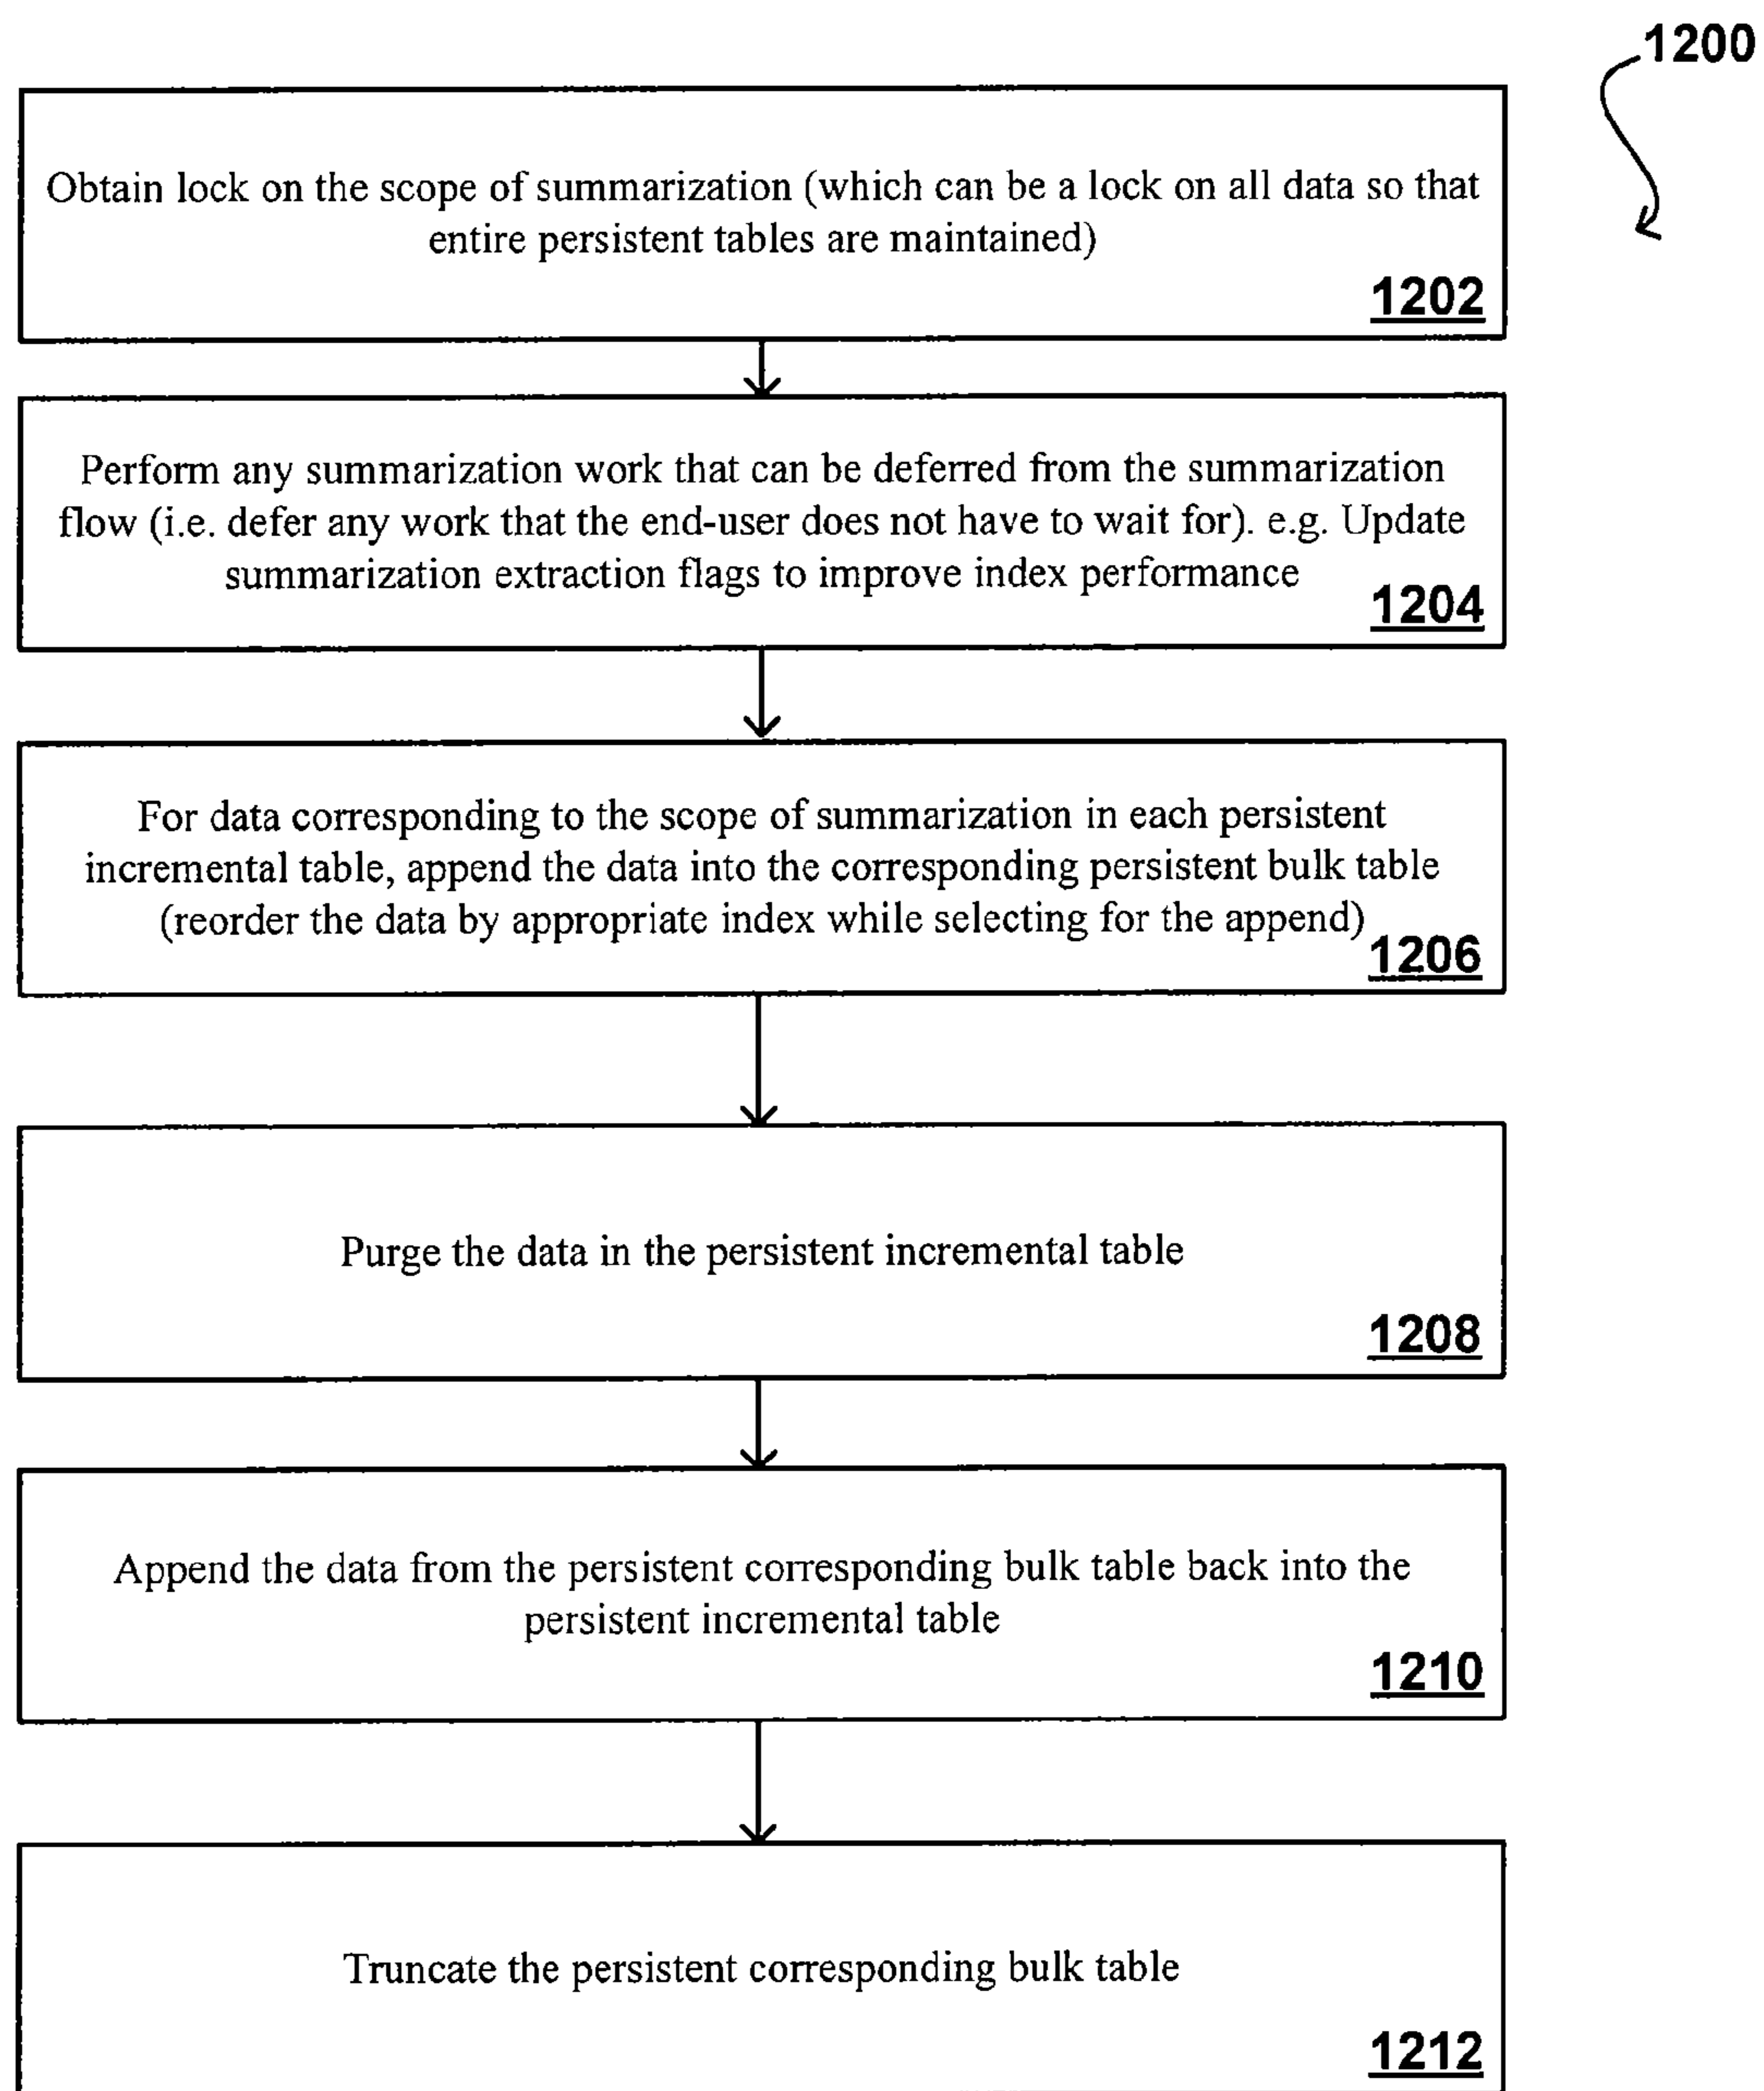 1200
Obtain lock on the scope of summarization (which can be a lock on all data so that
entire persistent tables are maintained)
1202
Perform any summarization work that can be deferred from the summarization
flow (i.e. defer any work that the end-user does not have to wait for). e.g. Update
summarization extraction flags to improve index performance
1204
For data corresponding to the scope of summarization in each persistent
incremental table, append the data into the corresponding persistent bulk table
(reorder the data by appropriate index while selecting for the append)
1206
Purge the data in the persistent incremental table
1208
Append the data from the persistent corresponding bulk table back into the
persistent incremental table
1210
Truncate the persistent corresponding bulk table
1212